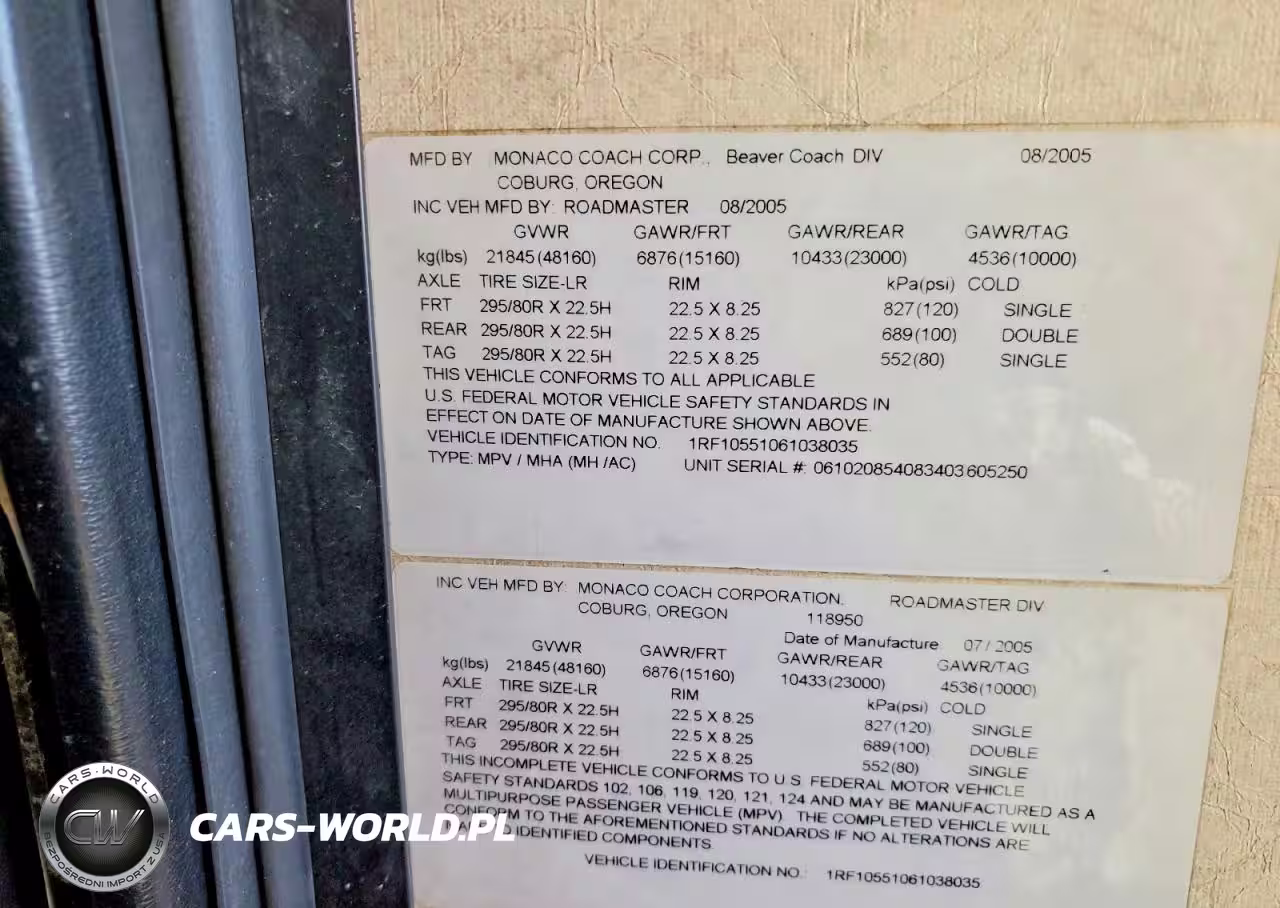 MFD BY MONACO COACH CORP., Beaver Coach DIV 08/2005
COBURG, OREGON
INC VEH MFD BY: ROADMASTER 08/2005
GVWR GAWR/FRT GAWR/REAR GAWR/TAG
kg(lbs) 21845(48160) 6876(15160) 10433(23000) 4536(10000)
AXLE TIRE SIZE-LR RIM kPa(psi) COLD
FRT 295/80R X 22.5H 22.5 X 8.25 827(120) SINGLE
REAR 295/80R X 22.5H 22.5 X 8.25 689(100) DOUBLE
TAG 295/80R X 22.5H 22.5 X 8.25 552(80) SINGLE
THIS VEHICLE CONFORMS TO ALL APPLICABLE
U.S. FEDERAL MOTOR VEHICLE SAFETY STANDARDS IN
EFFECT ON DATE OF MANUFACTURE SHOWN ABOVE.
VEHICLE IDENTIFICATION NO. 1RF10551061038035
TYPE: MPV / MHA (MH /AC) UNIT SERIAL #: 061020854083403605250
INC VEH MFD BY: MONACO COACH CORPORATION. ROADMASTER DIV
COBURG, OREGON 118950
Date of Manufacture 07/2005
GVWR GAWR/FRT GAWR/REAR GAWR/TAG
kg(lbs) 21845(48160) 6876(15160) 10433(23000) 4536(10000)
AXLE TIRE SIZE-LR RIM kPa(psi) COLD
FRT 295/80R X 22.5H 22.5 X 8.25 827(120) SINGLE
REAR 295/80R X 22.5H 22.5 X 8.25 689(100) DOUBLE
TAG 295/80R X 22.5H 22.5 X 8.25 552(80) SINGLE
THIS INCOMPLETE VEHICLE CONFORMS TO U.S. FEDERAL MOTOR VEHICLE
SAFETY STANDARDS 102, 106, 119, 120, 121, 124 AND MAY BE MANUFACTURED AS A
MULTIPURPOSE PASSENGER VEHICLE (MPV). THE COMPLETED VEHICLE WILL
CONFORM TO THE AFOREMENTIONED STANDARDS IF NO ALTERATIONS ARE
IDENTIFIED COMPONENTS.
VEHICLE IDENTIFICATION NO.: 1RF10551061038035
CARS-WORLD
CW
BEZPOŚREDNI IMPORT Z USA
CARS-WORLD.PL